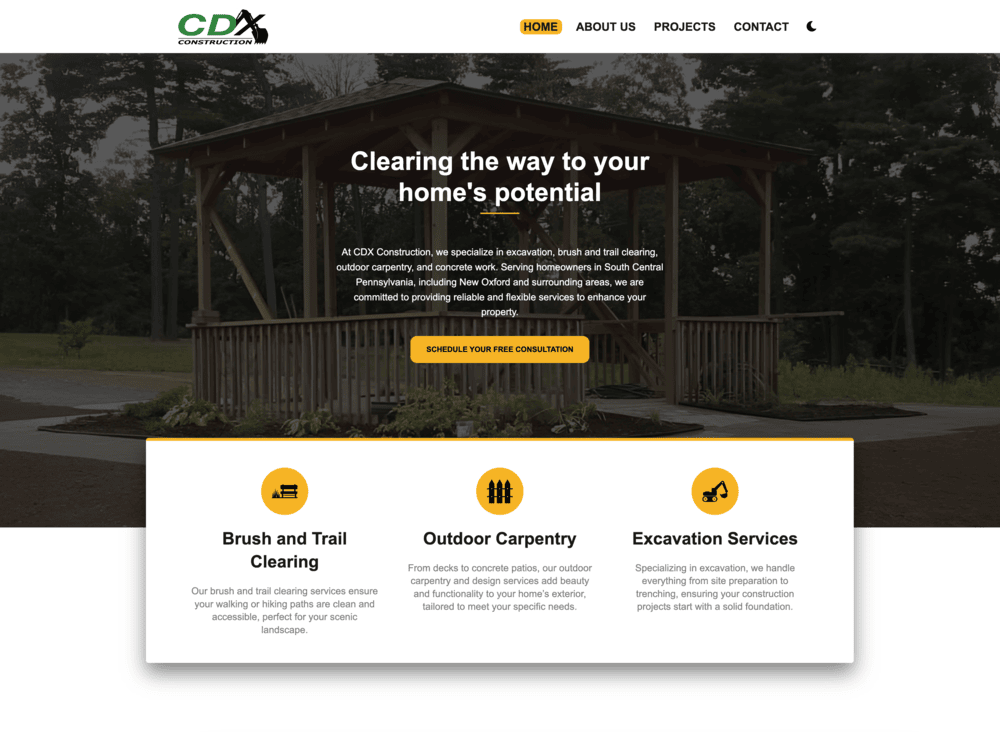 CDX
CONSTRUCTION
HOME ABOUT US PROJECTS CONTACT
Clearing the way to your
home's potential
At CDX Construction, we specialize in excavation, brush and trail clearing,
outdoor carpentry, and concrete work. Serving homeowners in South Central
Pennsylvania, including New Oxford and surrounding areas, we are
committed to providing reliable and flexible services to enhance your
property.
SCHEDULE YOUR FREE CONSULTATION
Brush and Trail
Clearing
Our brush and trail clearing services ensure
your walking or hiking paths are clean and
accessible, perfect for your scenic
landscape.
Outdoor Carpentry
From decks to concrete patios, our outdoor
carpentry and design services add beauty
and functionality to your home's exterior,
tailored to meet your specific needs.
Excavation Services
Specializing in excavation, we handle
everything from site preparation to
trenching, ensuring your construction
projects start with a solid foundation.